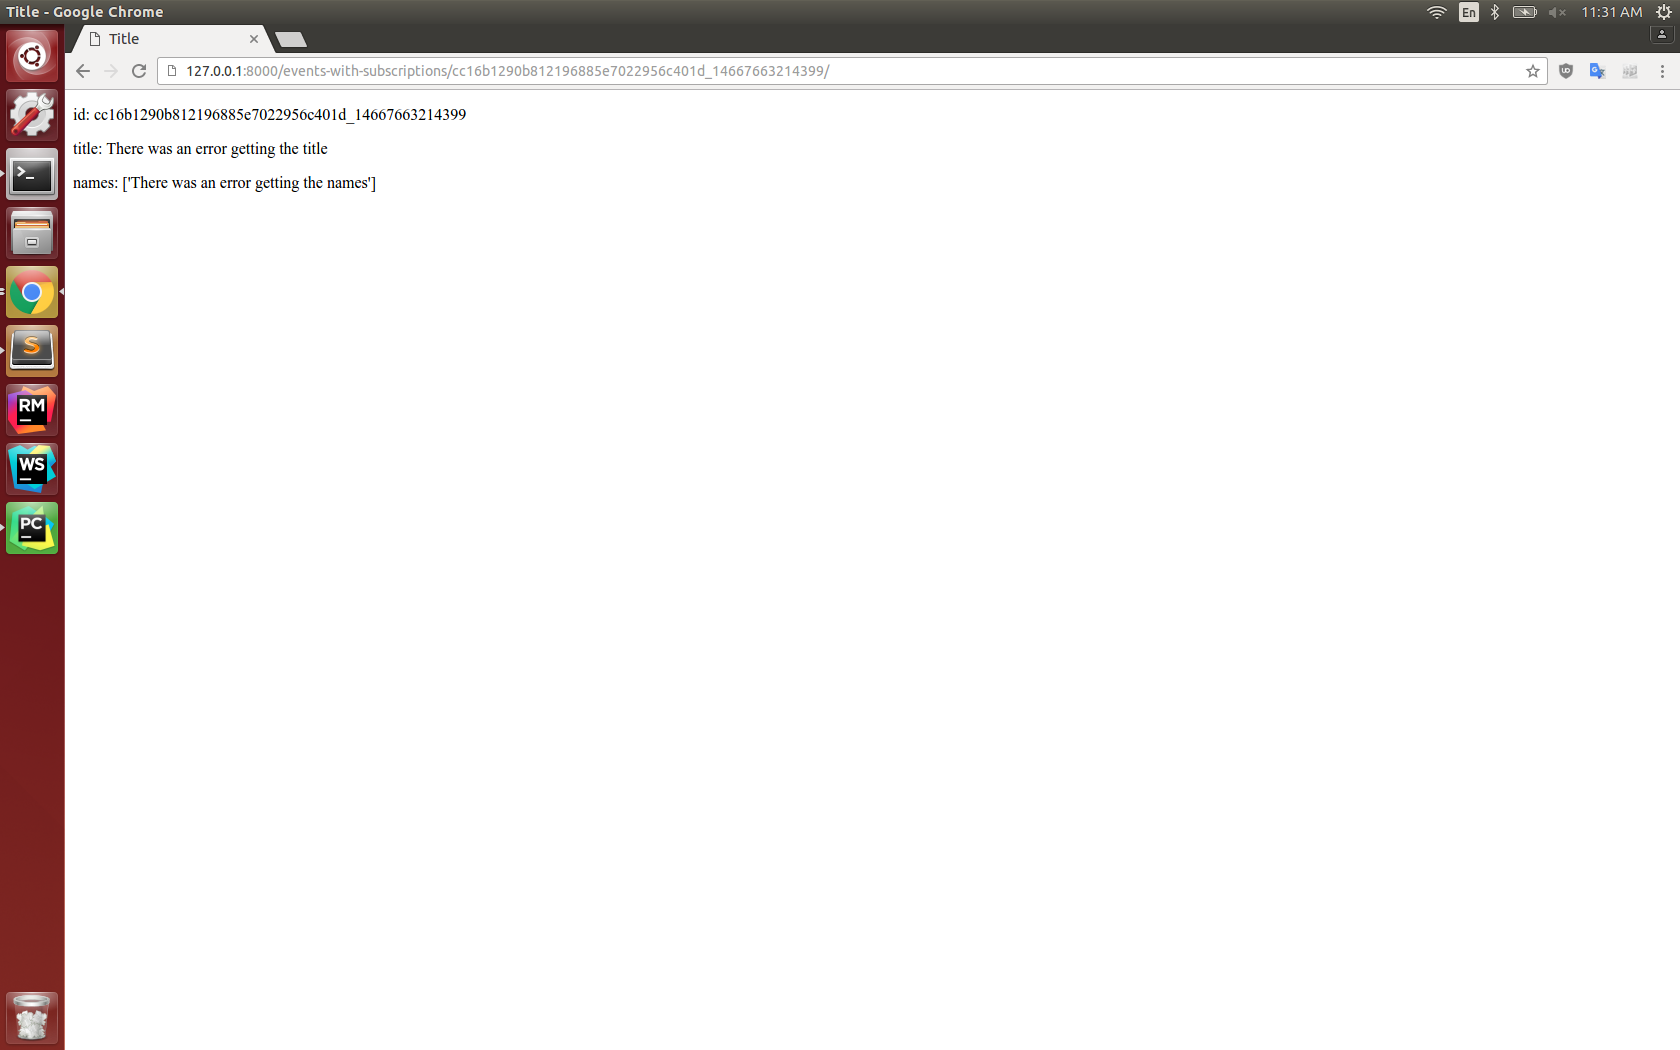 Title - Google Chrome
En
11:31 AM
Title
127.0.0.1:8000/events-with-subscriptions/cc16b1290b812196885e7022956c401d_14667663214399/
id: cc16b1290b812196885e7022956c401d_14667663214399
title: There was an error getting the title
names: ['There was an error getting the names']
>_
S
RM
WS
PC